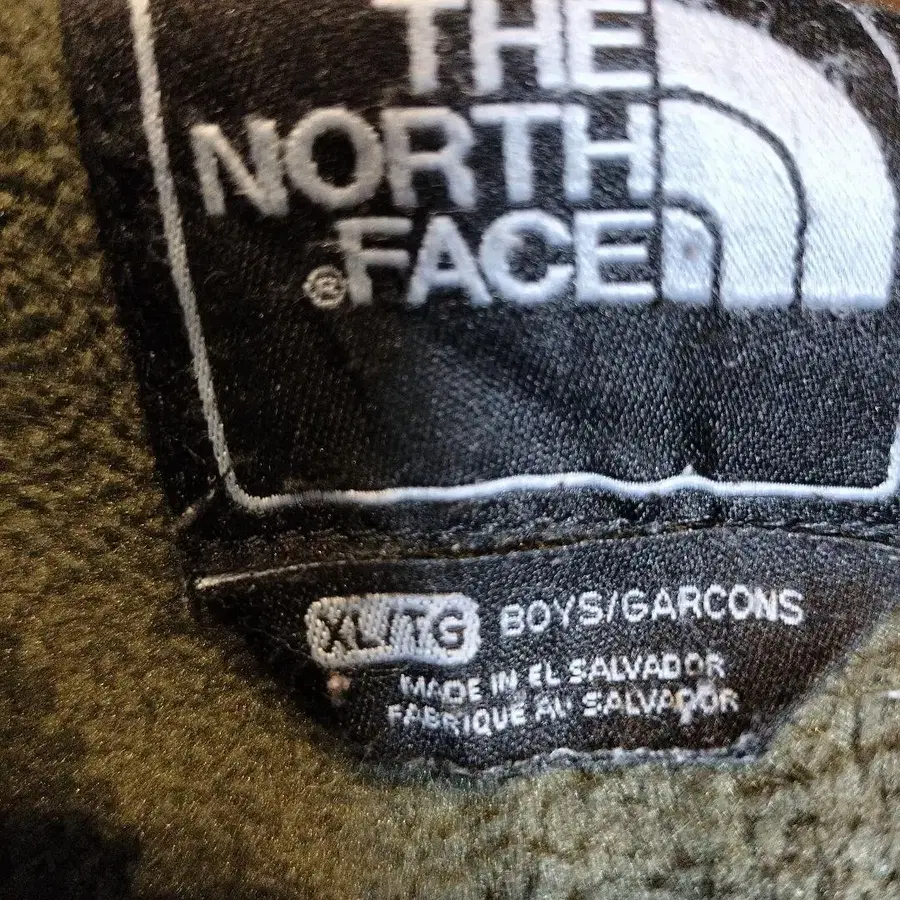 THE
NORTH
®FACE
XL/TG BOYS/GARCONS
MADE IN EL SALVADOR
FABRIQUE AU SALVADOR